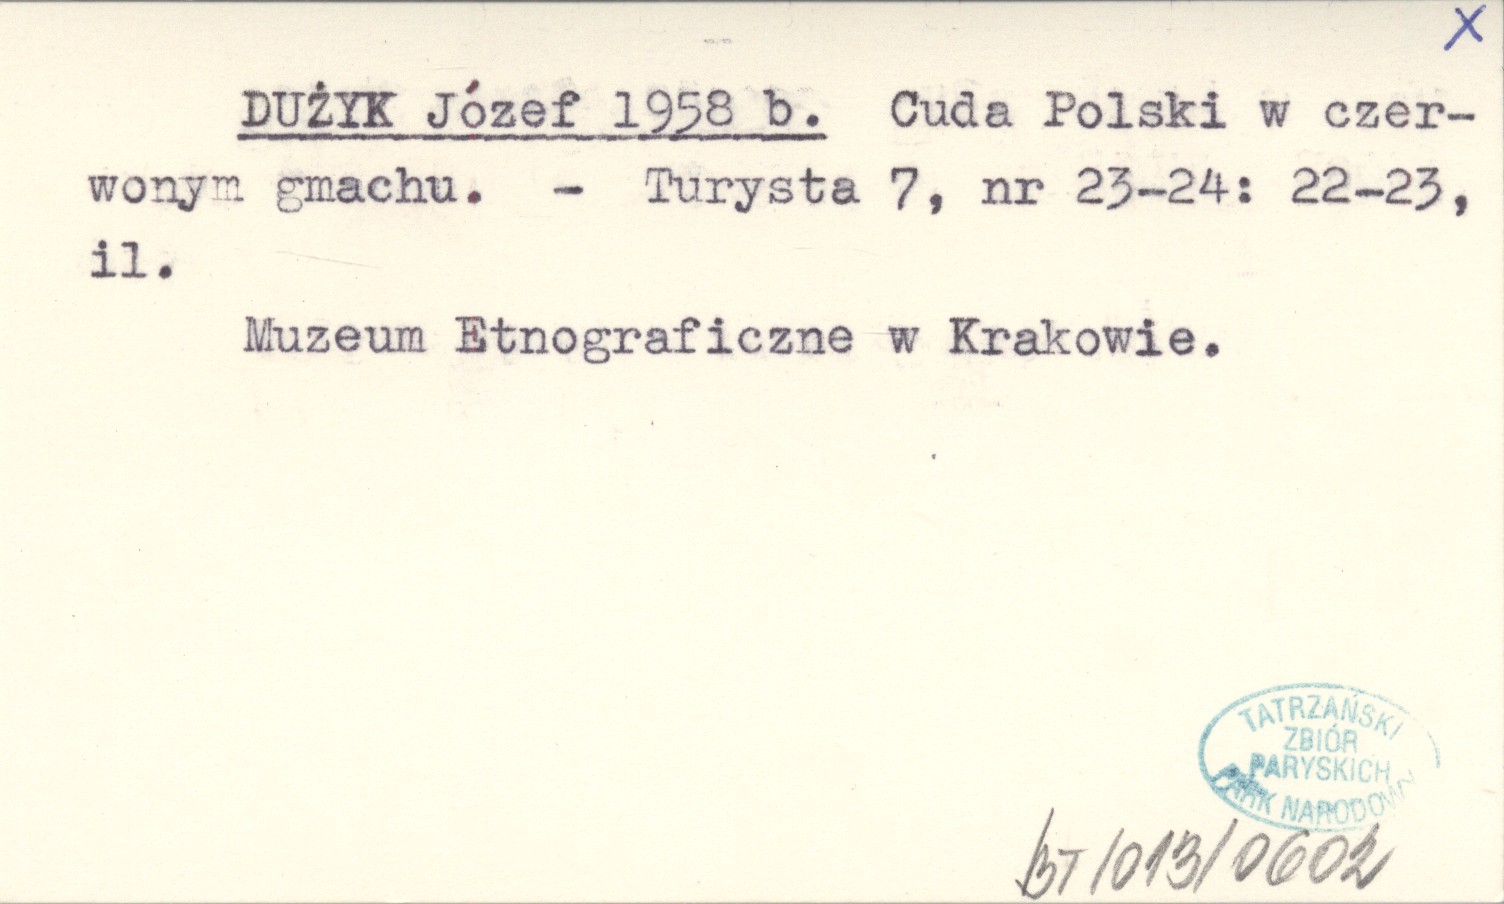 X
DUŻYK Józef 1958 b. Cuda Polski w czer-
wonym gmachu. - Turysta 7, nr 23-24: 22-23,
il.
Muzeum Etnograficzne w Krakowie.
TATRZAŃSKI
ZBIÓR
PARYSKICH
PARK NARODOWY
BT/013/0602